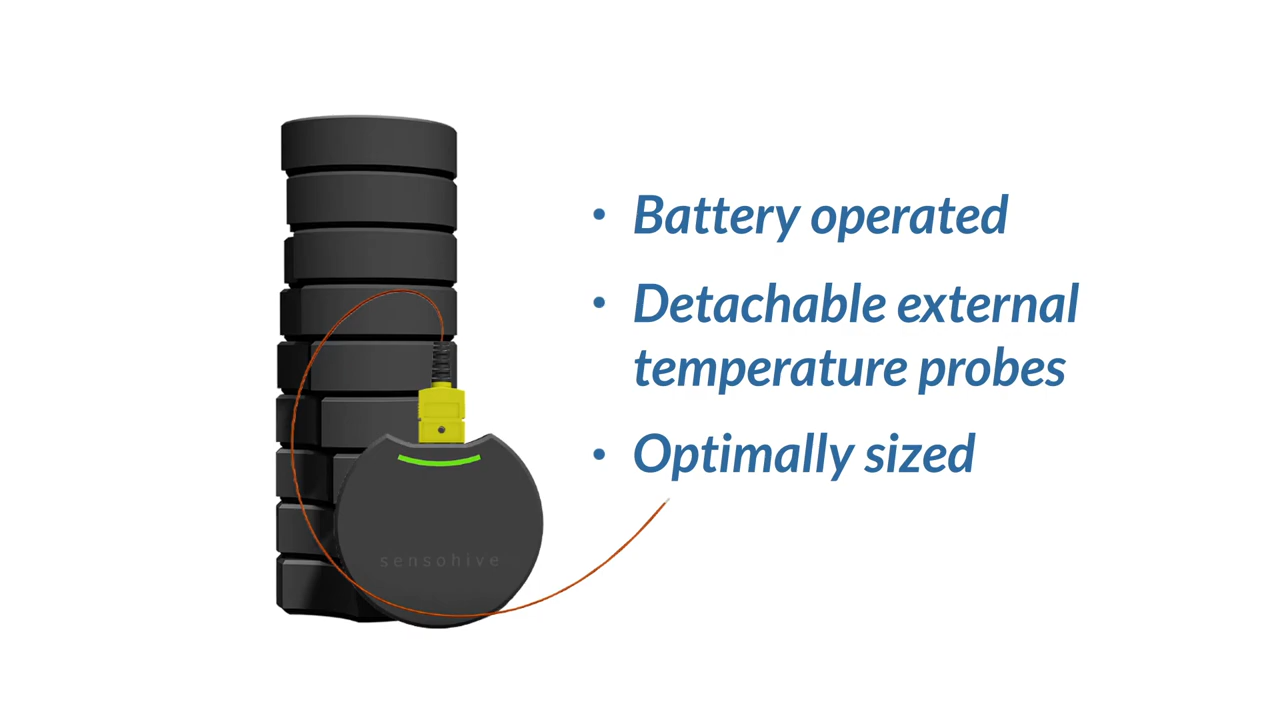 • Battery operated
• Detachable external
temperature probes
• Optimally sized
sensohive